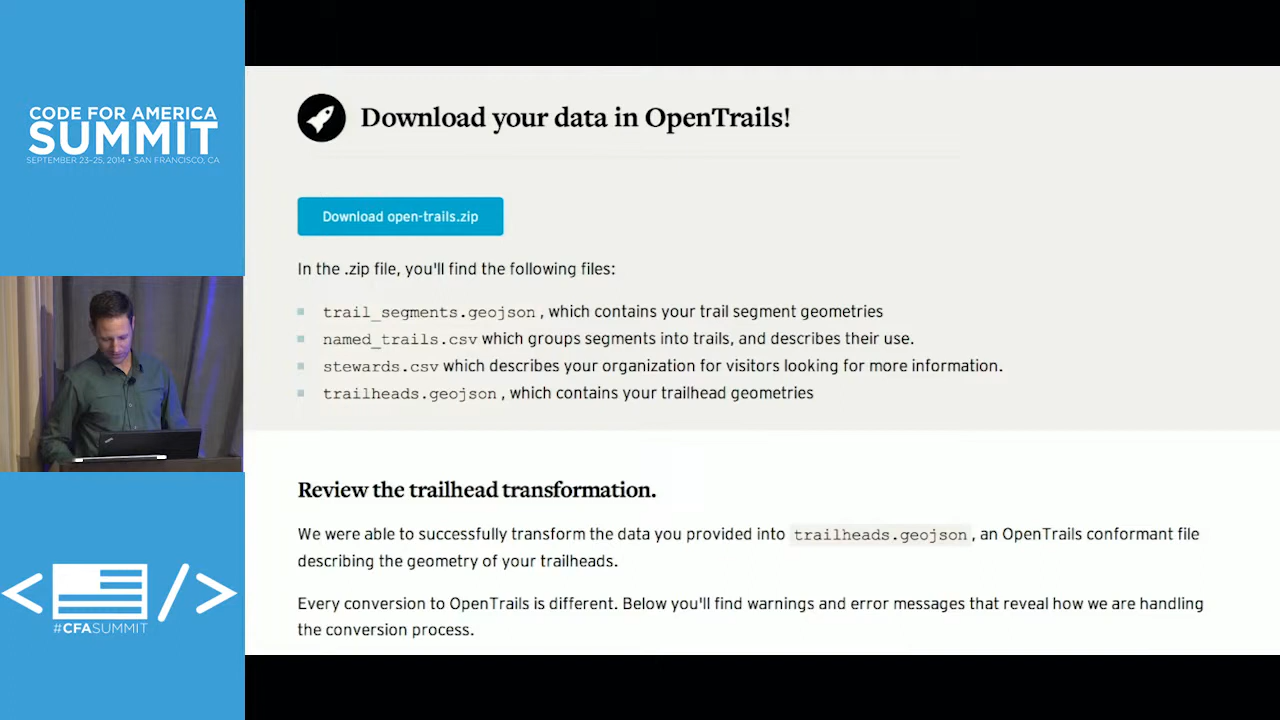 CODE FOR AMERICA
SUMMIT
SEPTEMBER 23-25, 2014 • SAN FRANCISCO, CA
#CFASUMMIT
Download your data in OpenTrails!
Download open-trails.zip
In the .zip file, you'll find the following files:
trail_segments.geojson , which contains your trail segment geometries
named_trails.csv which groups segments into trails, and describes their use.
stewards.csv which describes your organization for visitors looking for more information.
trailheads.geojson , which contains your trailhead geometries
Review the trailhead transformation.
We were able to successfully transform the data you provided into trailheads.geojson , an OpenTrails conformant file
describing the geometry of your trailheads.
Every conversion to OpenTrails is different. Below you'll find warnings and error messages that reveal how we are handling
the conversion process.